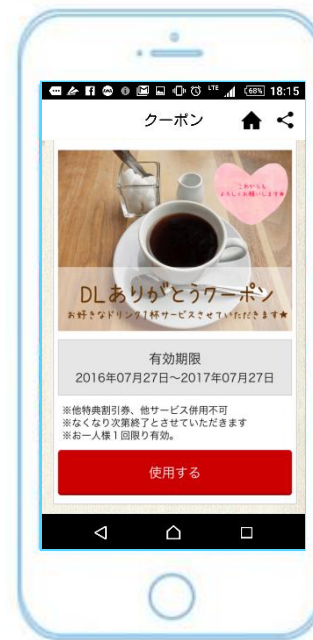 LTE 68% 18:15
クーポン
これからも
よろしくお願いします★
DLありがとうクーポン
お好きなドリンク1杯サービスさせていただきます★
有効期限
2016年07月27日～2017年07月27日
※他特典割引券、他サービス併用不可
※なくなり次第終了とさせていただきます
※お一人様1回限り有効。
使用する